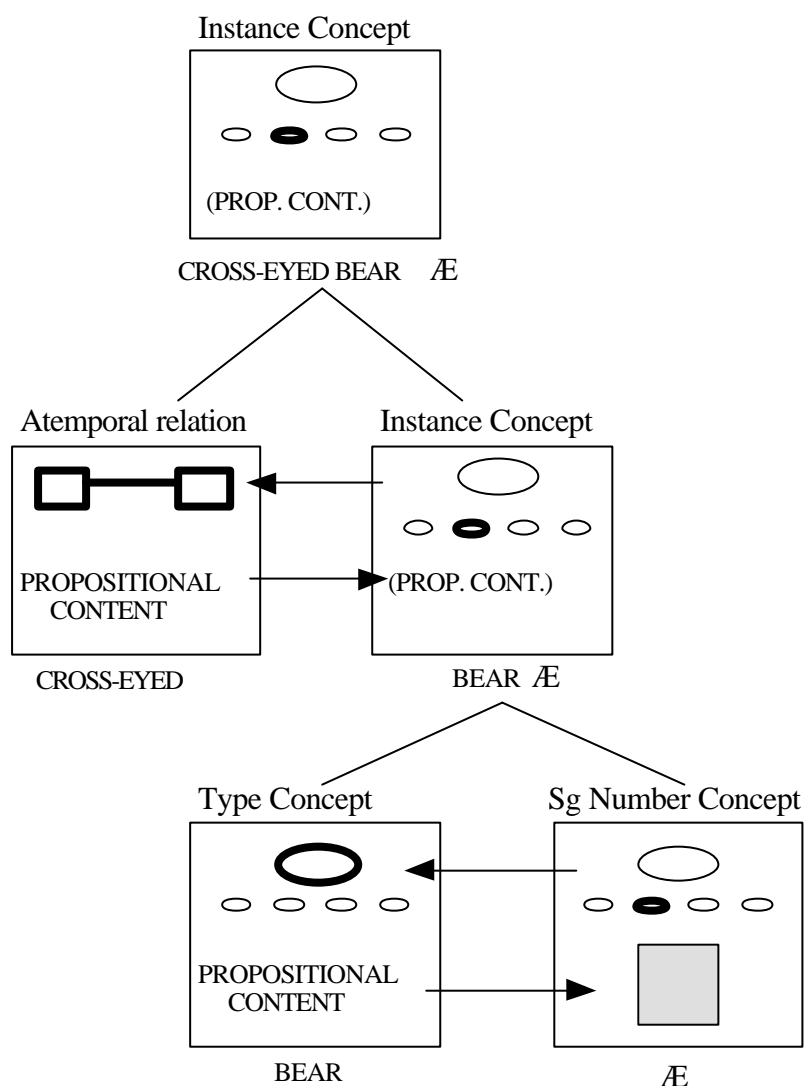 Instance Concept
(PROP. CONT.)
CROSS-EYED BEAR Æ
Atemporal relation Instance Concept
PROPOSITIONAL (PROP. CONT.)
CONTENT
CROSS-EYED BEAR Æ
Type Concept Sg Number Concept
PROPOSITIONAL
CONTENT
BEAR Æ